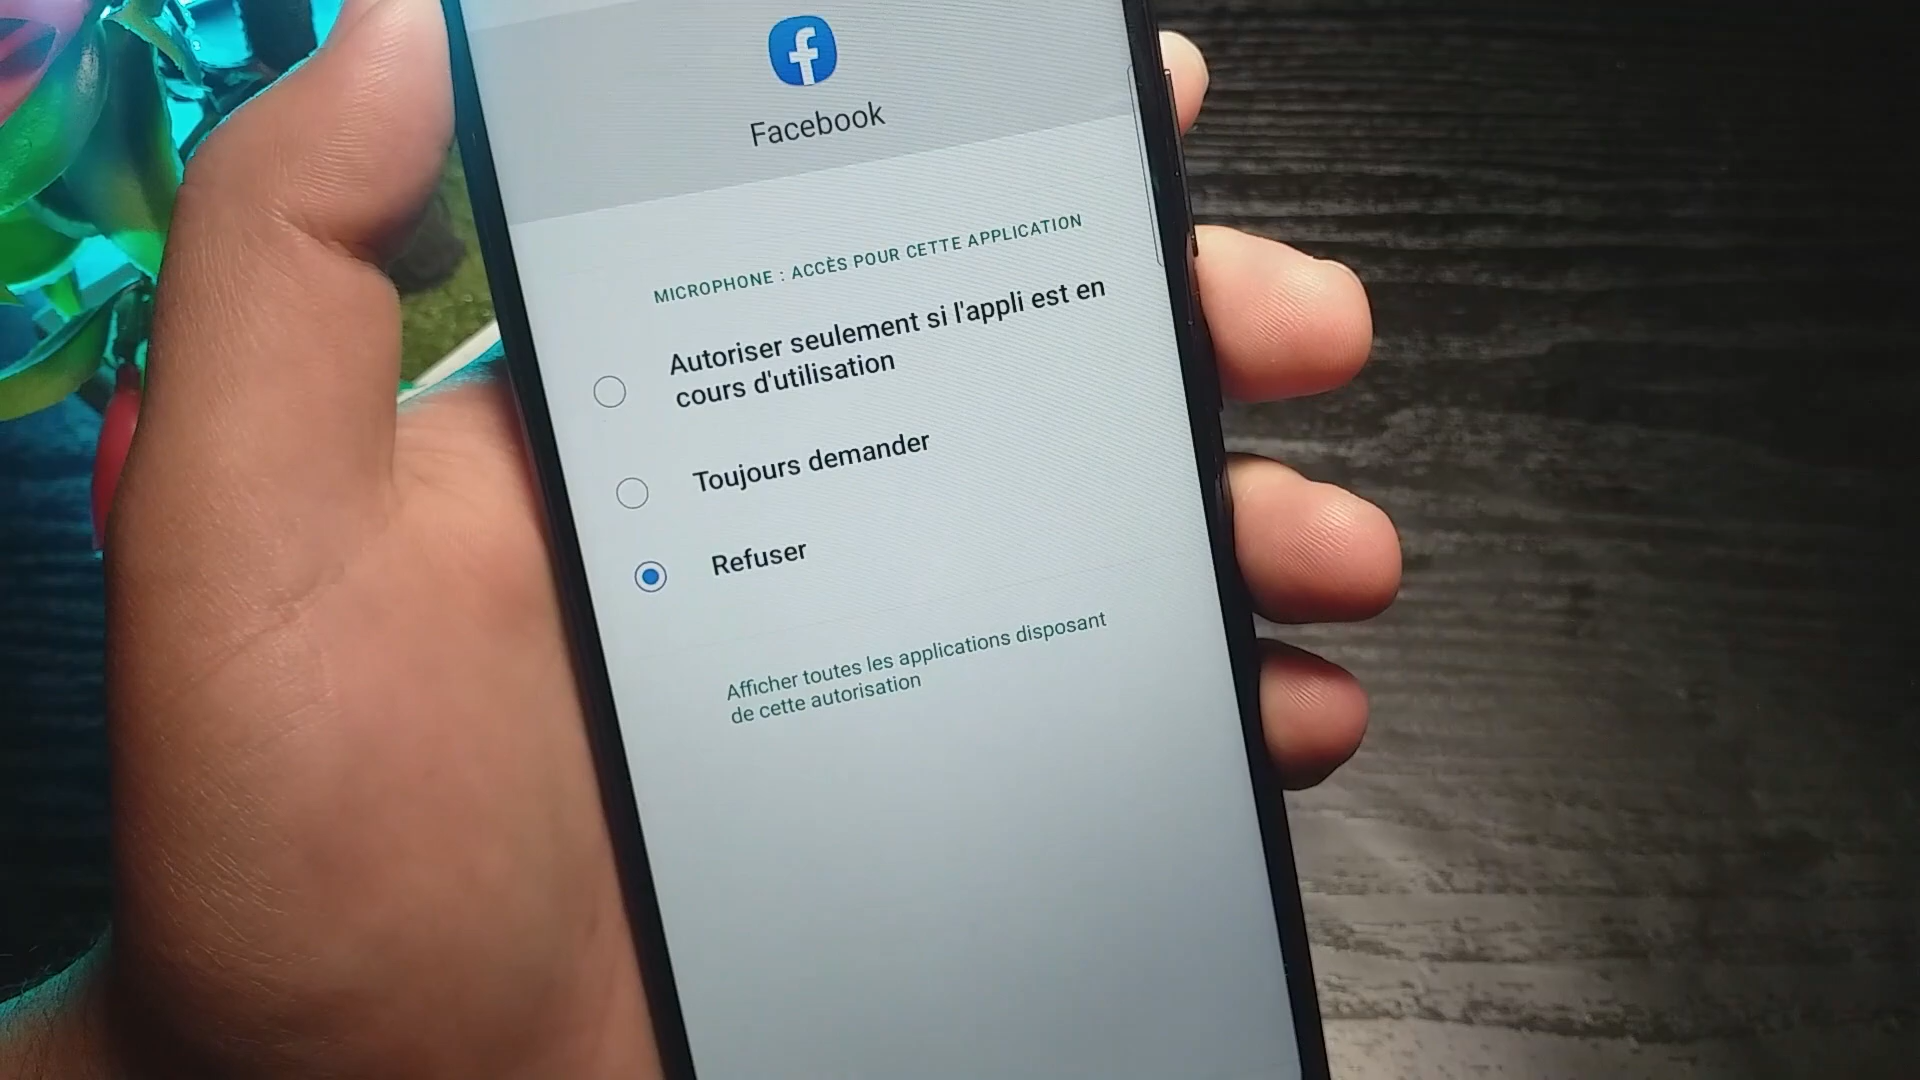 Facebook
MICROPHONE : ACCÈS POUR CETTE APPLICATION
Autoriser seulement si l'appli est en
cours d'utilisation
Toujours demander
Refuser
Afficher toutes les applications disposant
de cette autorisation